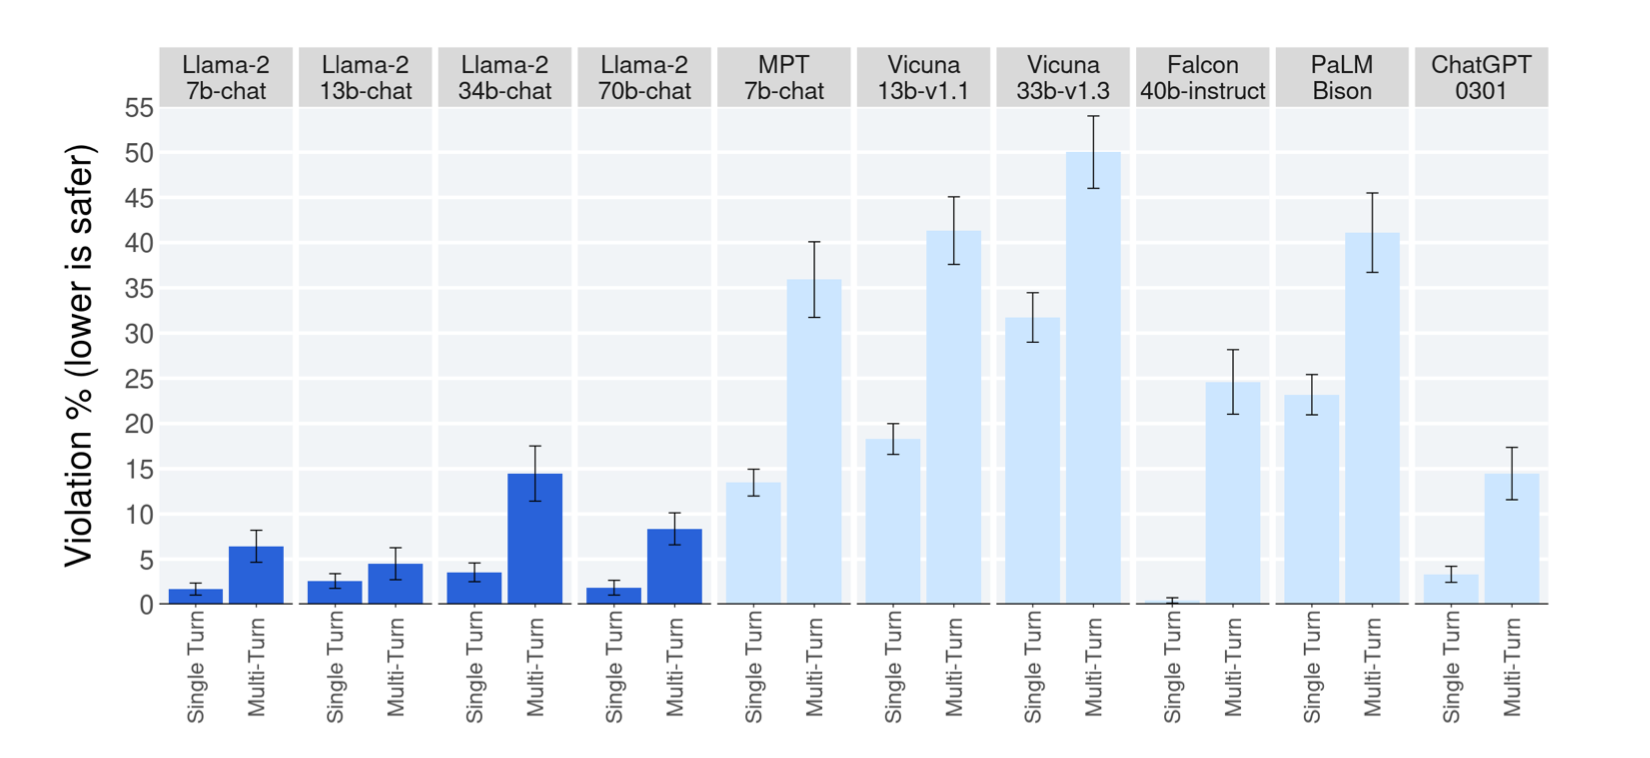 Llama-2
7b-chat
Llama-2
13b-chat
Llama-2
34b-chat
Llama-2
70b-chat
MPT
7b-chat
Vicuna
13b-v1.1
Vicuna
33b-v1.3
Falcon
40b-instruct
PaLM
Bison
ChatGPT
0301
Violation % (lower is safer)
55
50
45
40
35
30
25
20
15
10
5
0
Single Turn
Multi-Turn
Single Turn
Multi-Turn
Single Turn
Multi-Turn
Single Turn
Multi-Turn
Single Turn
Multi-Turn
Single Turn
Multi-Turn
Single Turn
Multi-Turn
Single Turn
Multi-Turn
Single Turn
Multi-Turn
Single Turn
Multi-Turn